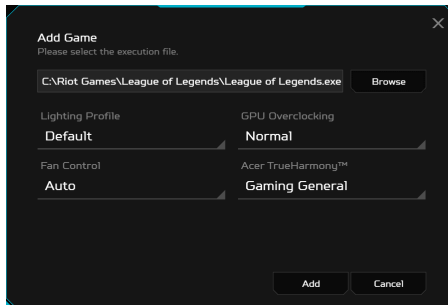 Add Game
Please select the execution file.
C:\Riot Games\League of Legends\League of Legends.exe Browse
Lighting Profile GPU Overclocking
Default Normal
Fan Control Acer TrueHarmony™
Auto Gaming General
Add Cancel